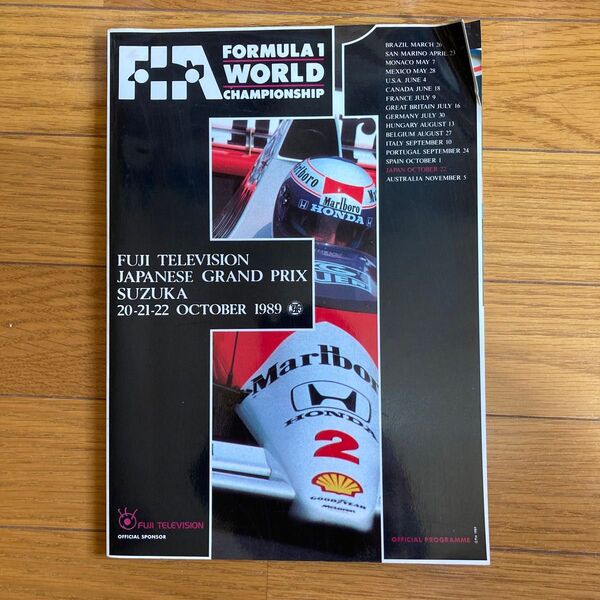 FIA
FORMULA 1
WORLD
CHAMPIONSHIP
BRAZIL MARCH 26
SAN MARINO APRIL 23
MONACO MAY 7
MEXICO MAY 28
U.S.A. JUNE 4
CANADA JUNE 18
FRANCE JULY 9
GREAT BRITAIN JULY 16
GERMANY JULY 30
HUNGARY AUGUST 13
BELGIUM AUGUST 27
ITALY SEPTEMBER 10
PORTUGAL SEPTEMBER 24
SPAIN OCTOBER 1
JAPAN OCTOBER 22
AUSTRALIA NOVEMBER 5
Marlboro
HONDA
FUJI TELEVISION
JAPANESE GRAND PRIX
SUZUKA
20-21-22 OCTOBER 1989
Marlboro
HONDA
2
SHELL
GOODYEAR
McLaren
FUJI TELEVISION
OFFICIAL SPONSOR
OFFICIAL PROGRAMME